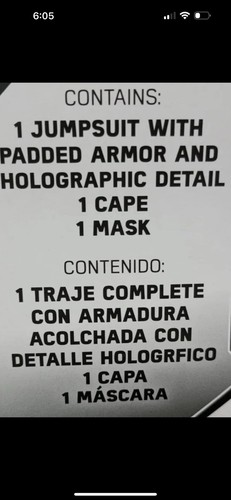 6:05
CONTAINS:
1 JUMPSUIT WITH
PADDED ARMOR AND
HOLOGRAPHIC DETAIL
1 CAPE
1 MASK
CONTENIDO:
1 TRAJE COMPLETE
CON ARMADURA
ACOLCHADA CON
DETALLE HOLOGRFICO
1 CAPA
1 MÁSCARA